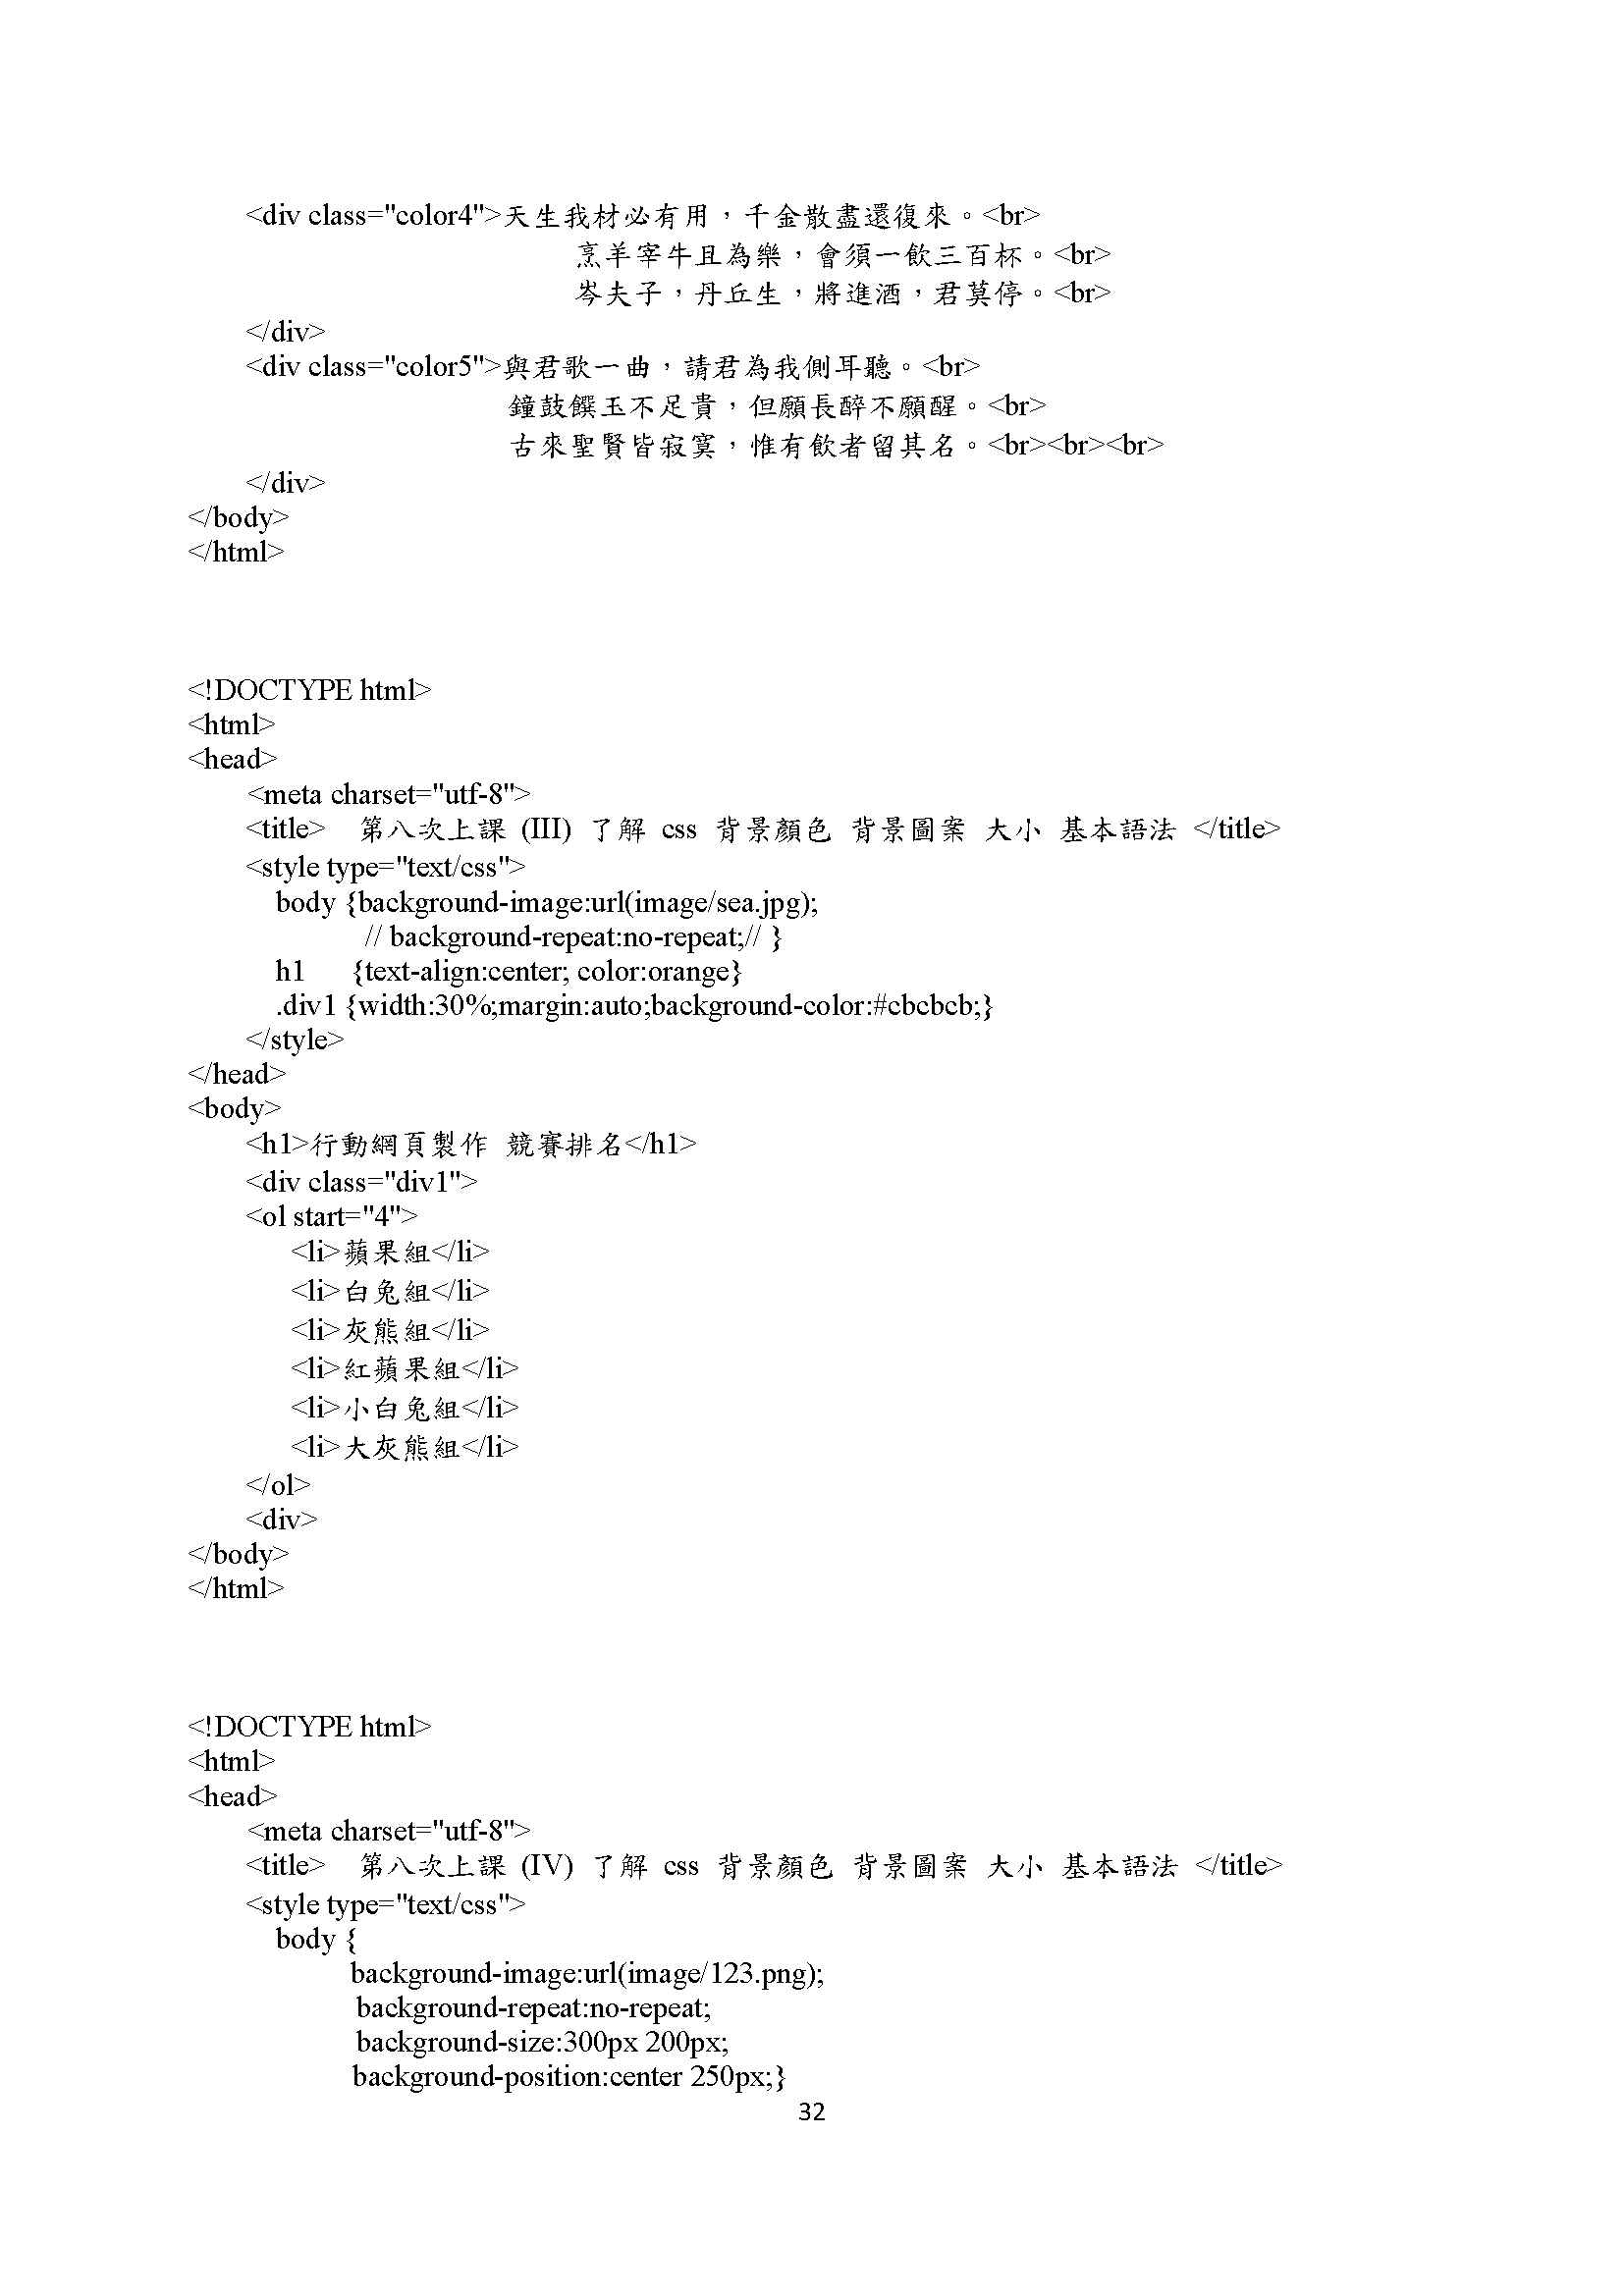 <div class="color4">天生我材必有用，千金散盡還復來。<br>
烹羊宰牛且為樂，會須一飲三百杯。<br>
岑夫子，丹丘生，將進酒，君莫停。<br>
</div>
<div class="color5">與君歌一曲，請君為我側耳聽。<br>
鐘鼓饌玉不足貴，但願長醉不願醒。<br>
古來聖賢皆寂寞，惟有飲者留其名。<br><br><br>
</div>
</body>
</html>
<!DOCTYPE html>
<html>
<head>
<meta charset="utf-8">
<title> 第八次上課 (III) 了解 css 背景顏色 背景圖案 大小 基本語法 </title>
<style type="text/css">
body {background-image:url(image/sea.jpg);
// background-repeat:no-repeat;// }
h1 {text-align:center; color:orange}
.div1 {width:30%;margin:auto;background-color:#cbcbcb;}
</style>
</head>
<body>
<h1>行動網頁製作 競賽排名</h1>
<div class="div1">
<ol start="4">
<li>蘋果組</li>
<li>白兔組</li>
<li>灰熊組</li>
<li>紅蘋果組</li>
<li>小白兔組</li>
<li>大灰熊組</li>
</ol>
<div>
</body>
</html>
<!DOCTYPE html>
<html>
<head>
<meta charset="utf-8">
<title> 第八次上課 (IV) 了解 css 背景顏色 背景圖案 大小 基本語法 </title>
<style type="text/css">
body {
background-image:url(image/123.png);
background-repeat:no-repeat;
background-size:300px 200px;
background-position:center 250px;}
32